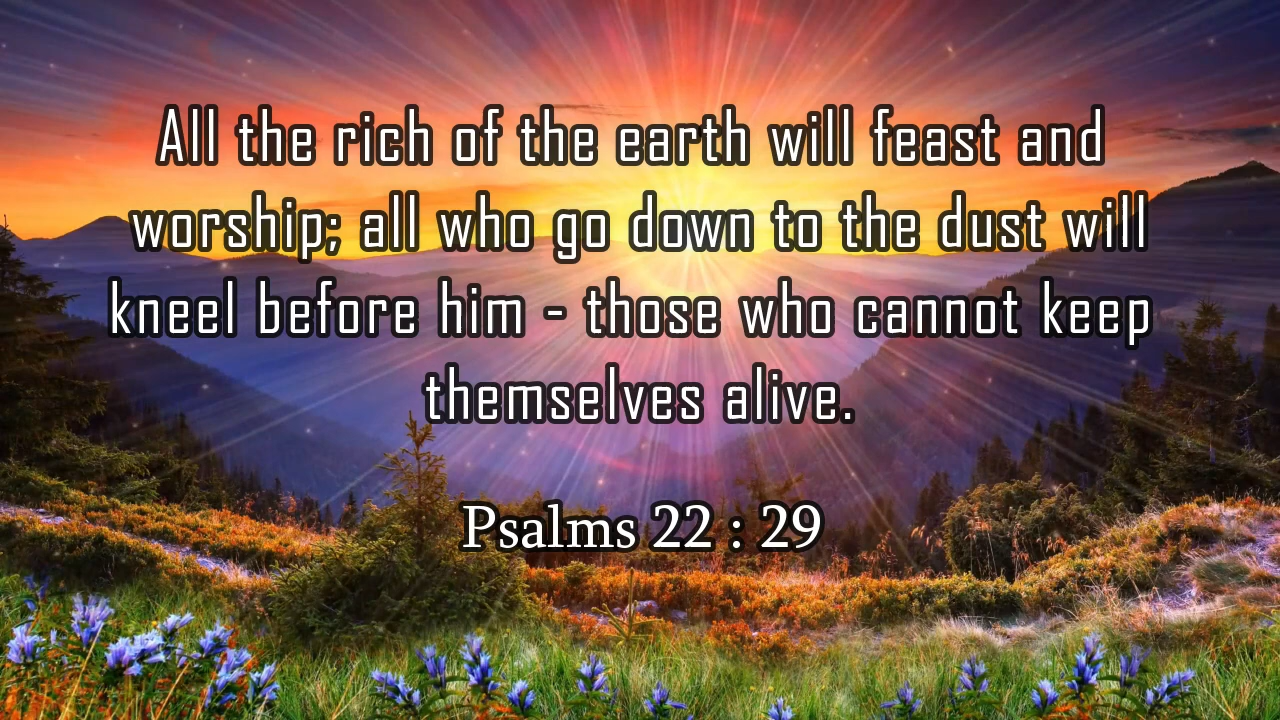 All the rich of the earth will feast and
worship; all who go down to the dust will
kneel before him - those who cannot keep
themselves alive.
Psalms 22 : 29